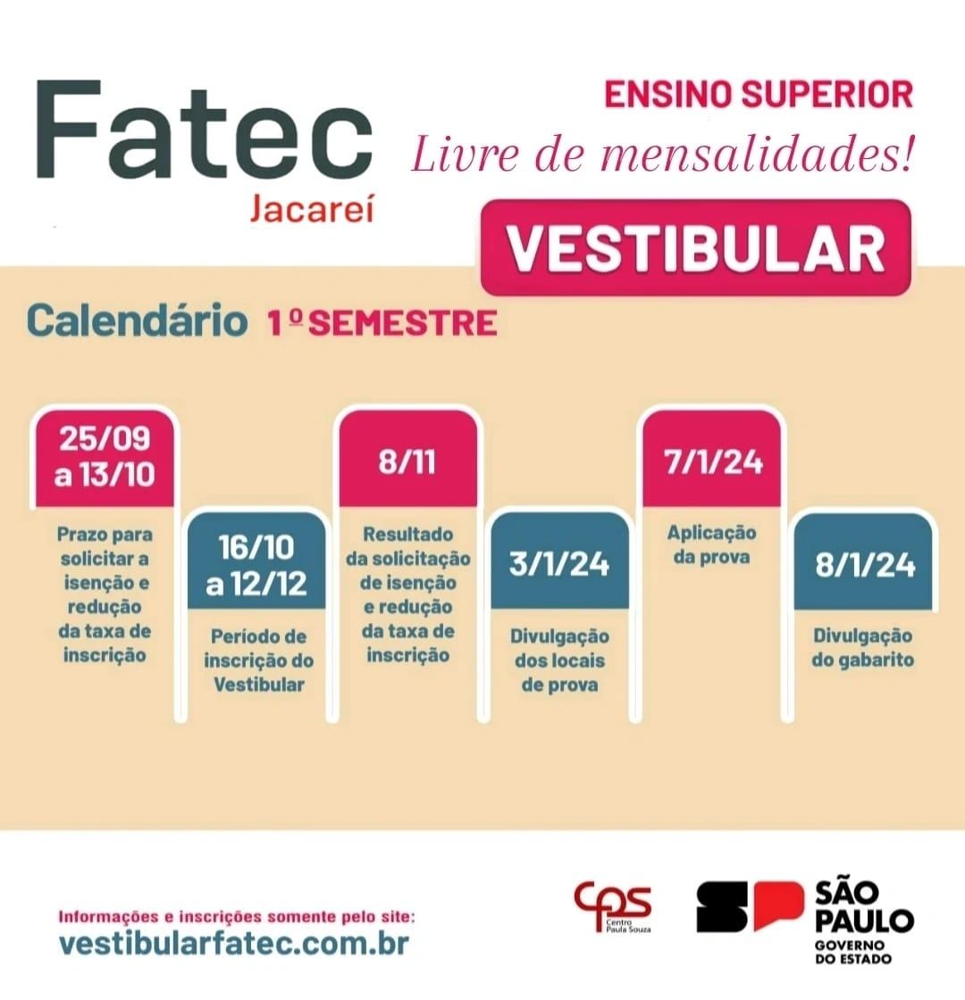 Fatec
Jacareí
ENSINO SUPERIOR
Livre de mensalidades!
VESTIBULAR
Calendário 1º SEMESTRE
25/09
a 13/10
Prazo para
solicitar a
isenção e
redução
da taxa de
inscrição
16/10
a 12/12
Período de
inscrição do
Vestibular
8/11
Resultado
da solicitação
de isenção
e redução
da taxa de
inscrição
3/1/24
Divulgação
dos locais
de prova
7/1/24
Aplicação
da prova
8/1/24
Divulgação
do gabarito
Informações e inscrições somente pelo site:
vestibularfatec.com.br
cps
Centro
Paula Souza
SP
SÃO
PAULO
GOVERNO
DO ESTADO